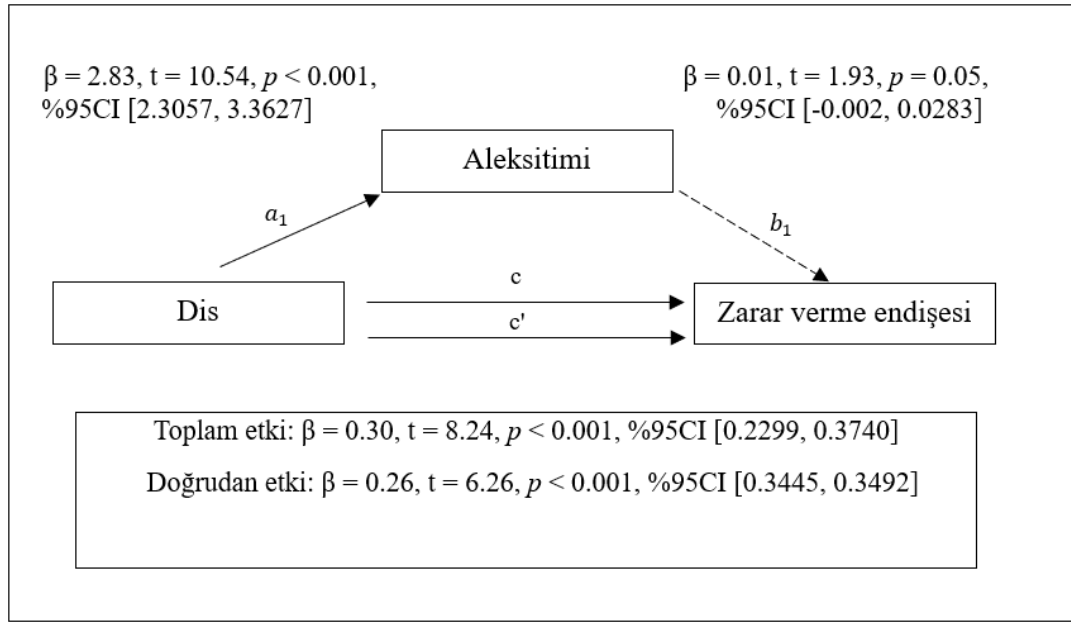 β = 2.83, t = 10.54, p < 0.001,
%95CI [2.3057, 3.3627]
β = 0.01, t = 1.93, p = 0.05,
%95CI [-0.002, 0.0283]
Aleksitimi
a₁
b₁
Dis
c
c'
Zarar verme endişesi
Toplam etki: β = 0.30, t = 8.24, p < 0.001, %95CI [0.2299, 0.3740]
Doğrudan etki: β = 0.26, t = 6.26, p < 0.001, %95CI [0.3445, 0.3492]